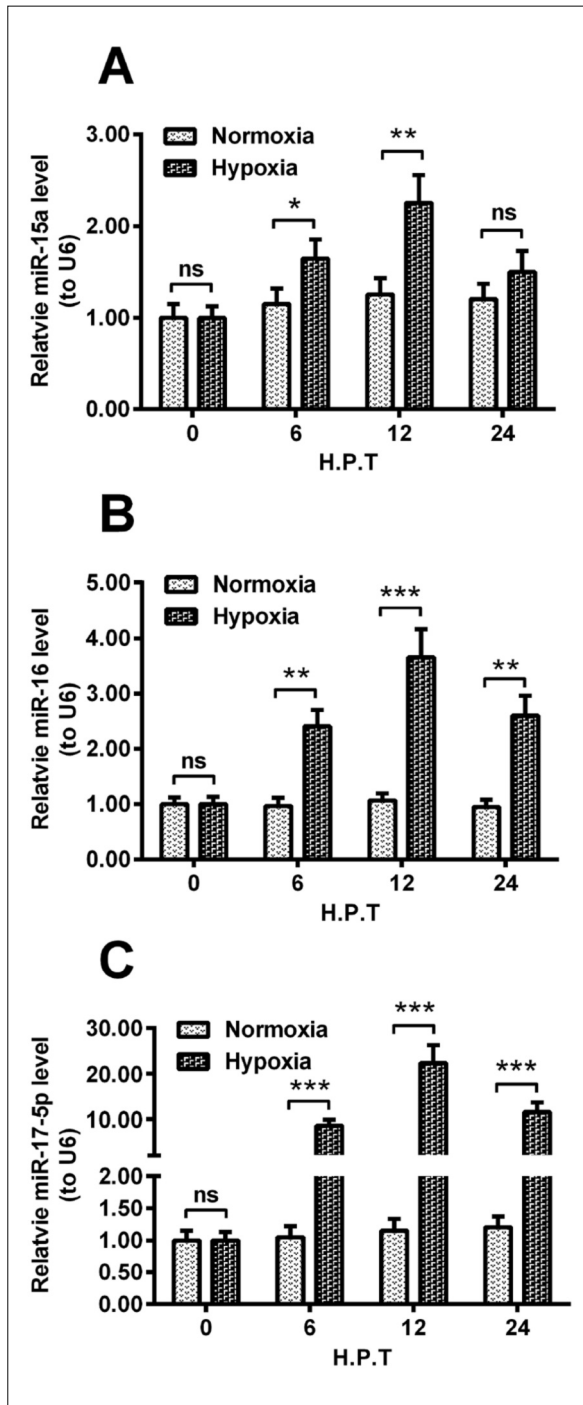 A
Relatvie miR-15a level
(to U6)
3.00
2.00
1.00
0.00
Normoxia
Hypoxia
ns
*
**
ns
0 6 12 24
H.P.T
B
Relatvie miR-16 level
(to U6)
5.00
4.00
3.00
2.00
1.00
0.00
Normoxia
Hypoxia
ns
**
***
**
0 6 12 24
H.P.T
C
Relatvie miR-17-5p level
(to U6)
30.00
20.00
10.00
2.00
1.50
1.00
0.50
0.00
Normoxia
Hypoxia
ns
***
***
***
0 6 12 24
H.P.T